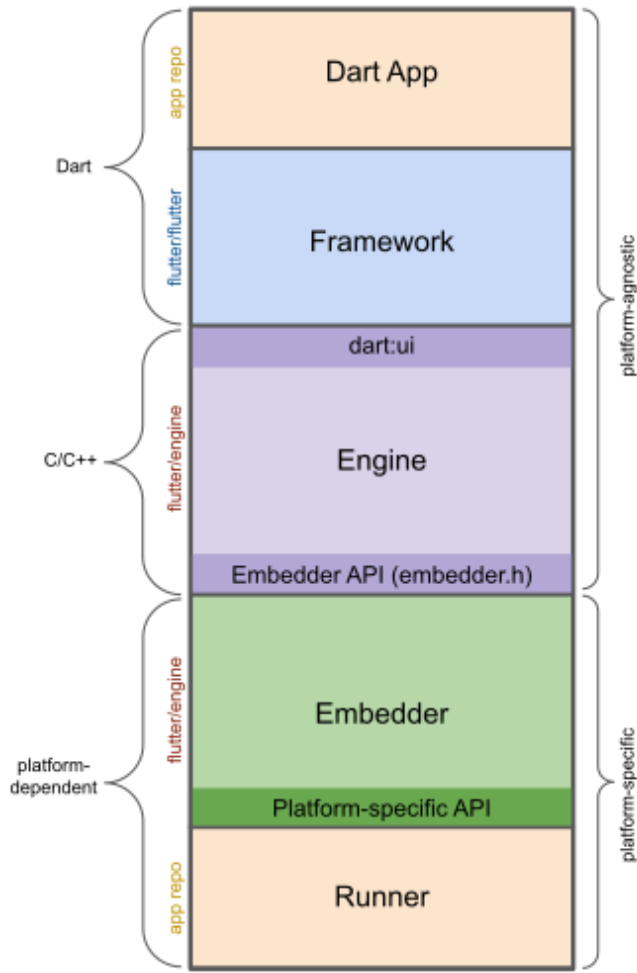 app repo
Dart App
Dart
flutter/flutter
Framework
platform-agnostic
dart:ui
C/C++
flutter/engine
Engine
Embedder API (embedder.h)
flutter/engine
Embedder
platform-
dependent
platform-specific
Platform-specific API
app repo
Runner